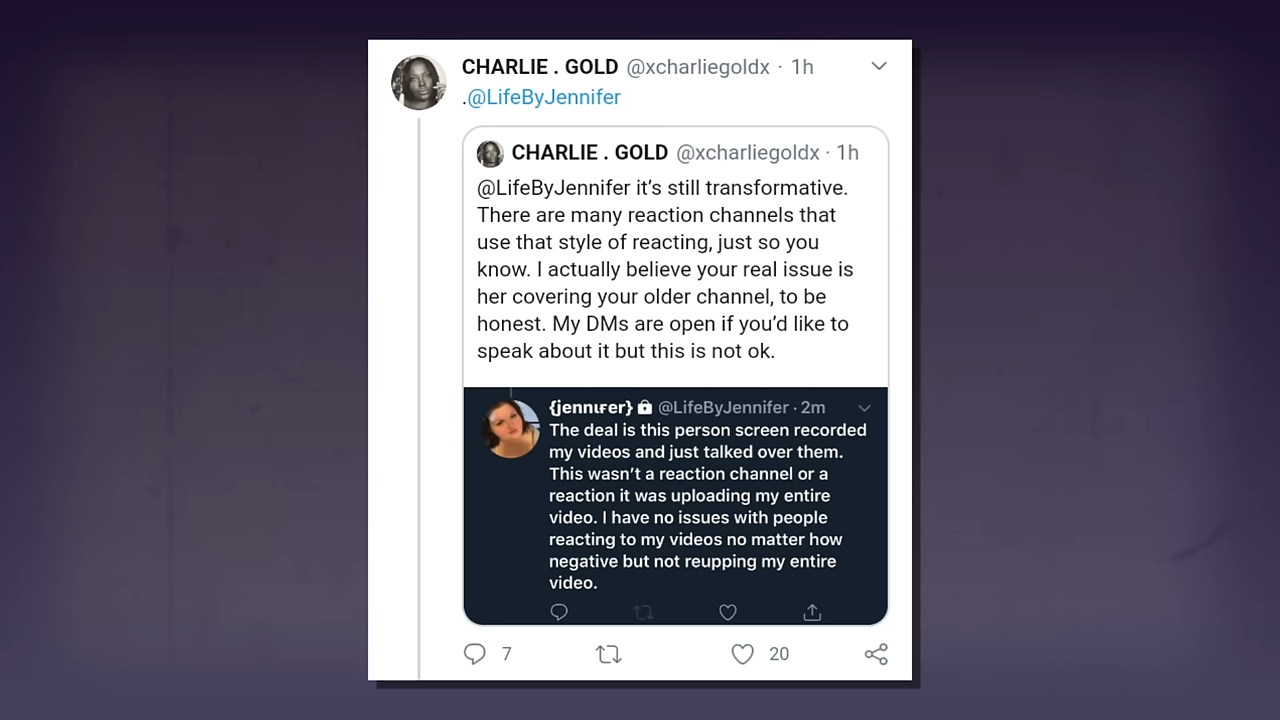 CHARLIE . GOLD @xcharliegoldx · 1h
.@LifeByJennifer
CHARLIE . GOLD @xcharliegoldx · 1h
@LifeByJennifer it’s still transformative.
There are many reaction channels that
use that style of reacting, just so you
know. I actually believe your real issue is
her covering your older channel, to be
honest. My DMs are open if you’d like to
speak about it but this is not ok.
{jennιғer} @LifeByJennifer · 2m
The deal is this person screen recorded
my videos and just talked over them.
This wasn’t a reaction channel or a
reaction it was uploading my entire
video. I have no issues with people
reacting to my videos no matter how
negative but not reupping my entire
video.
7 20